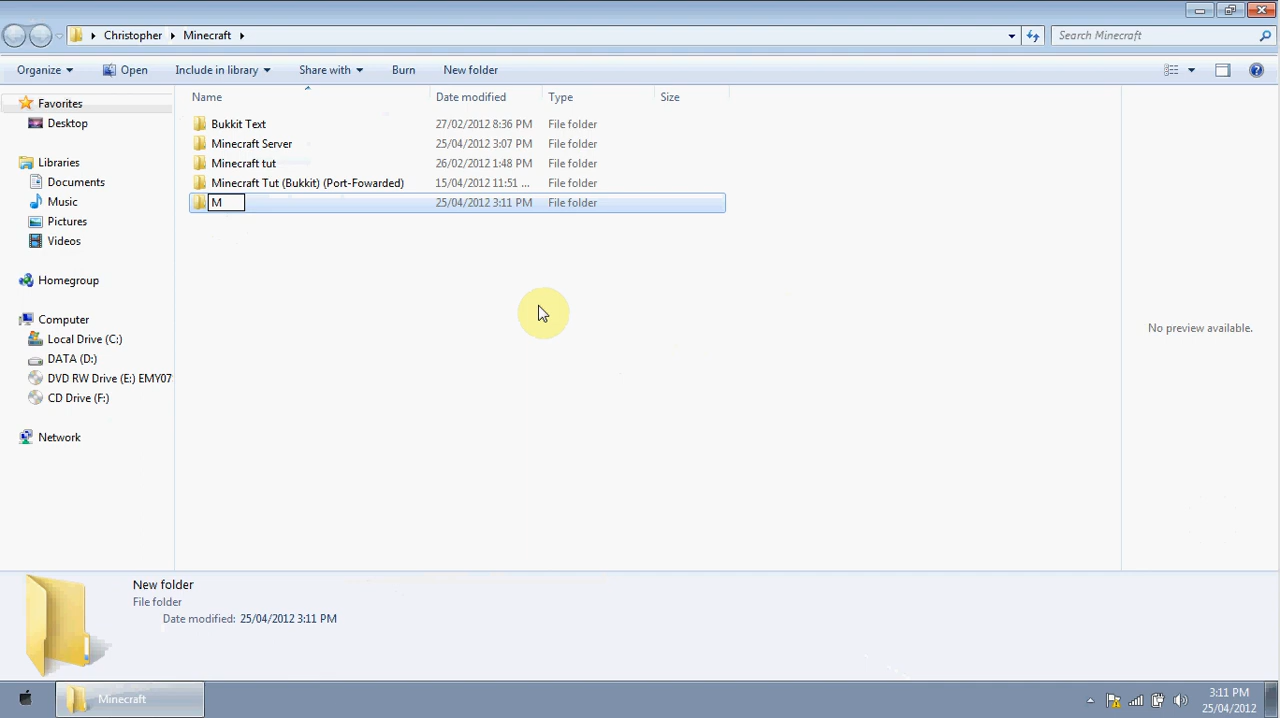 Christopher Minecraft
Search Minecraft
Organize Open Include in library Share with Burn New folder
Name Date modified Type Size
Favorites
Desktop
Libraries
Documents
Music
Pictures
Videos
Homegroup
Computer
Local Drive (C:)
DATA (D:)
DVD RW Drive (E:) EMY07
CD Drive (F:)
Network
Bukkit Text 27/02/2012 8:36 PM File folder
Minecraft Server 25/04/2012 3:07 PM File folder
Minecraft tut 26/02/2012 1:48 PM File folder
Minecraft Tut (Bukkit) (Port-Fowarded) 15/04/2012 11:51 ... File folder
M 25/04/2012 3:11 PM File folder
No preview available.
New folder
File folder
Date modified: 25/04/2012 3:11 PM
Minecraft
3:11 PM
25/04/2012